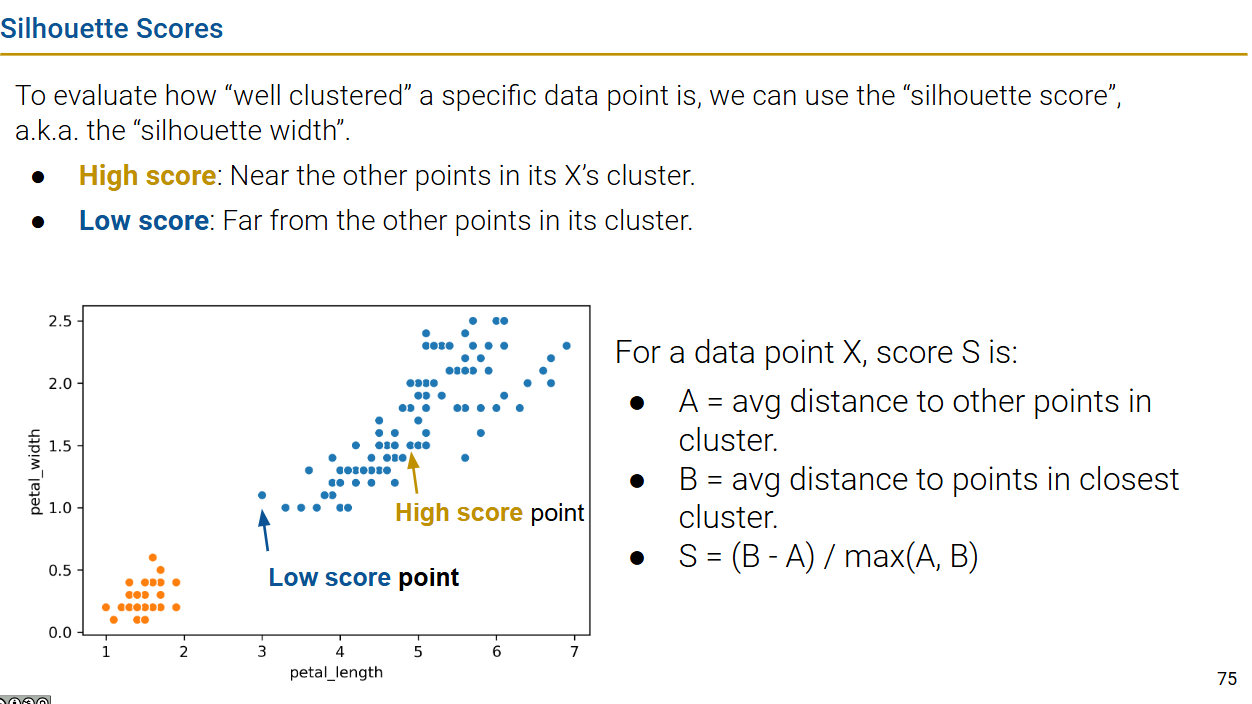 Silhouette Scores
To evaluate how “well clustered” a specific data point is, we can use the “silhouette score”,
a.k.a. the “silhouette width”.
● High score: Near the other points in its X’s cluster.
● Low score: Far from the other points in its cluster.
2.5
2.0
1.5
1.0
0.5
0.0
petal_width
High score point
Low score point
1 2 3 4 5 6 7
petal_length
For a data point X, score S is:
● A = avg distance to other points in
cluster.
● B = avg distance to points in closest
cluster.
● S = (B - A) / max(A, B)
75